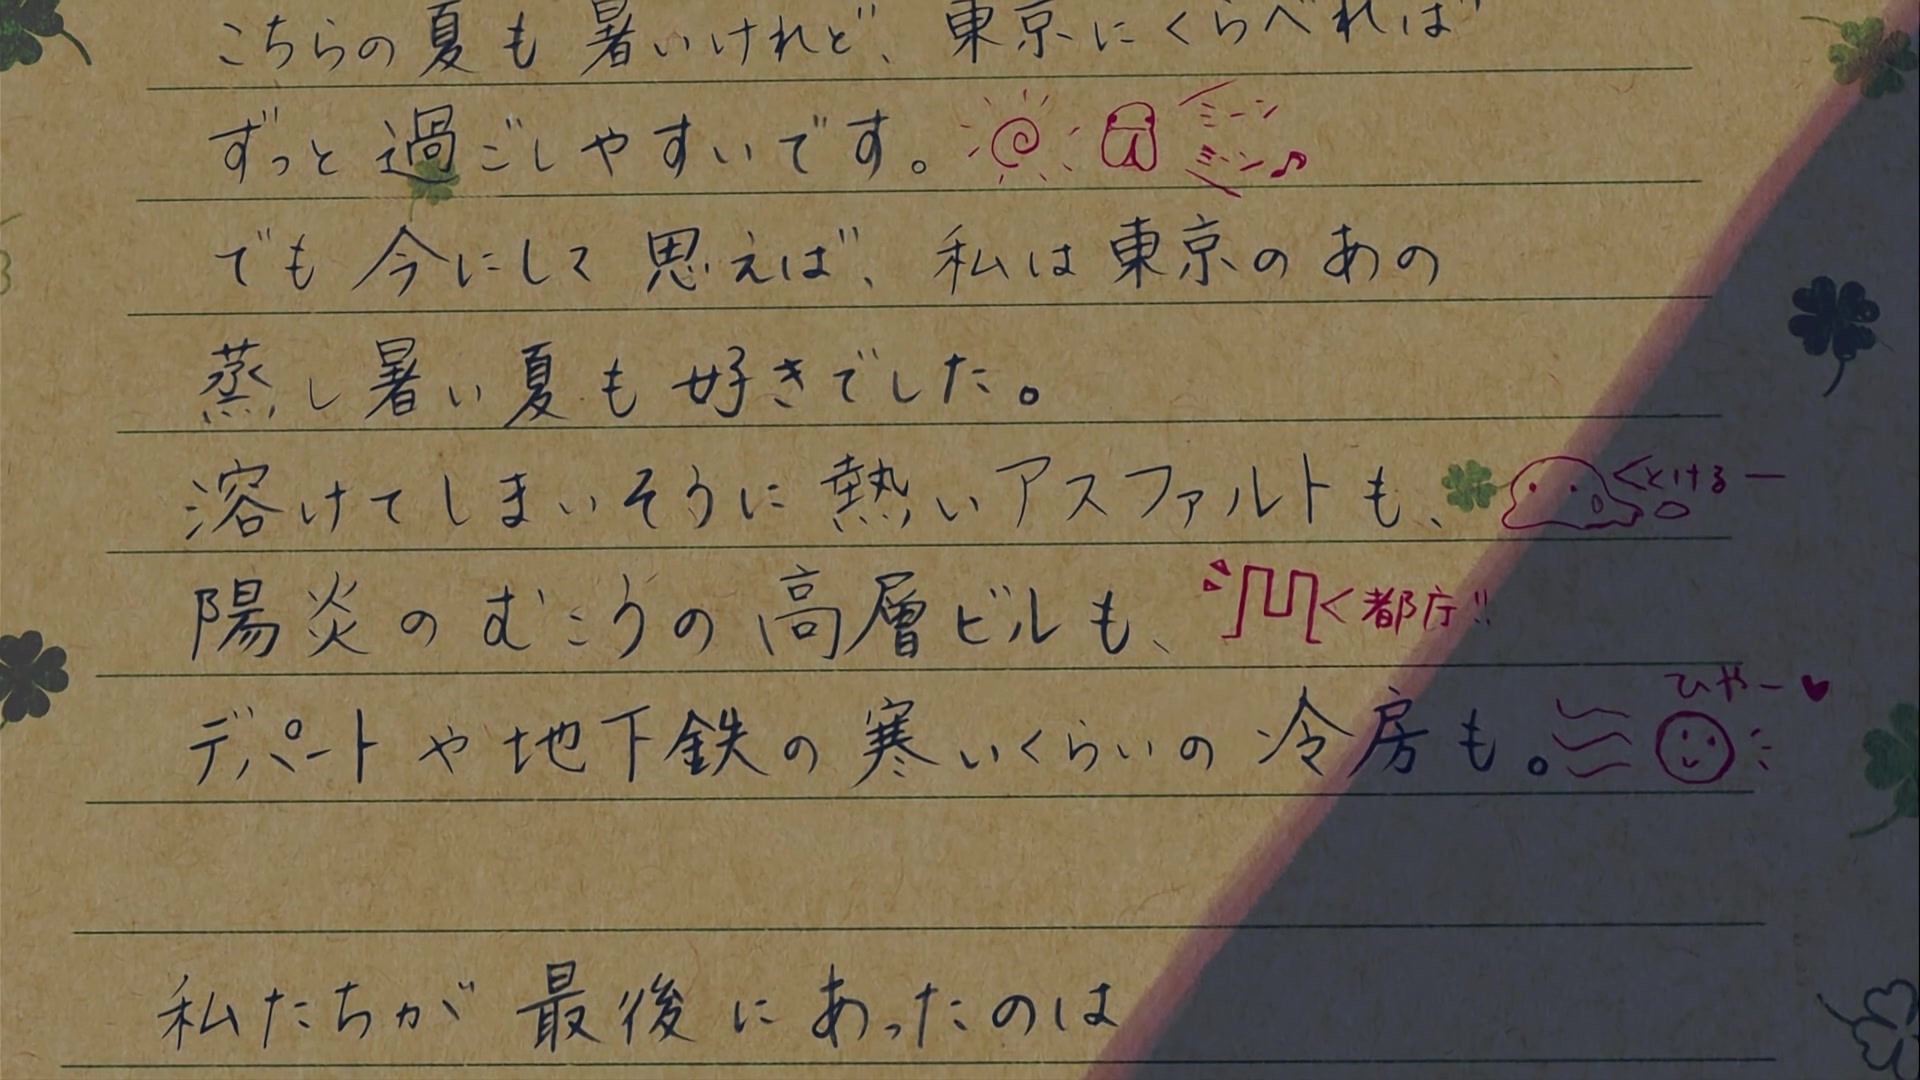 こちらの夏も暑いけれど、東京にくらべれば
ずっと過ごしやすいです。 ミーン ミーン♪
でも今にして思えば、私は東京のあの
蒸し暑い夏も好きでした。
溶けてしまいそうに熱いアスファルトも、 とけるー
陽炎のむこうの高層ビルも、 都庁!!
ひやー♥
デパートや地下鉄の寒いくらいの冷房も。
私たちが最後にあったのは